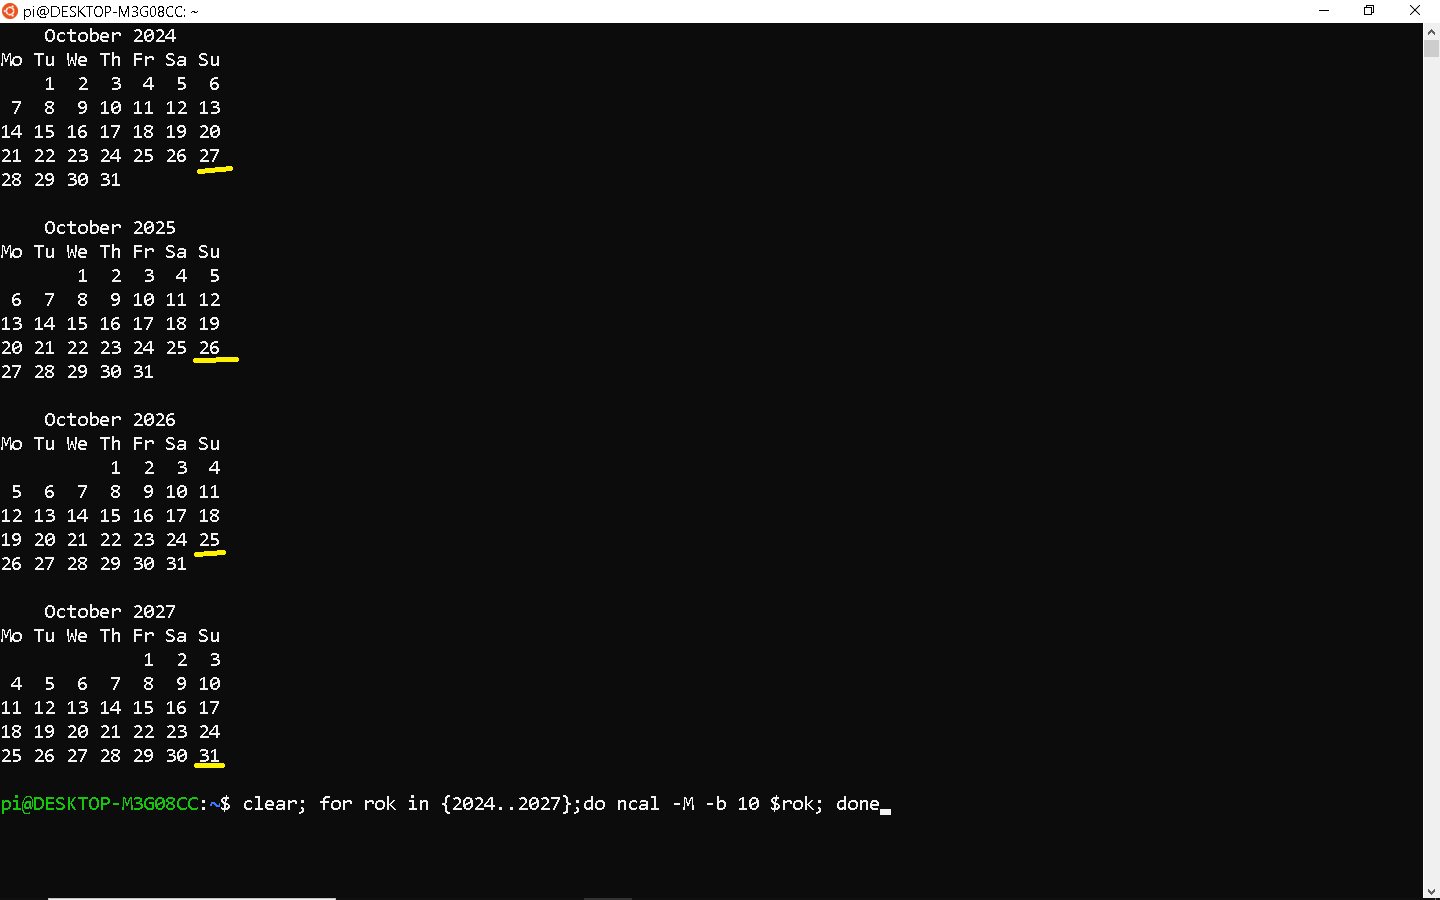 pi@DESKTOP-M3G08CC: ~
October 2024
Mo Tu We Th Fr Sa Su
1 2 3 4 5 6
7 8 9 10 11 12 13
14 15 16 17 18 19 20
21 22 23 24 25 26 27
28 29 30 31
October 2025
Mo Tu We Th Fr Sa Su
1 2 3 4 5
6 7 8 9 10 11 12
13 14 15 16 17 18 19
20 21 22 23 24 25 26
27 28 29 30 31
October 2026
Mo Tu We Th Fr Sa Su
1 2 3 4
5 6 7 8 9 10 11
12 13 14 15 16 17 18
19 20 21 22 23 24 25
26 27 28 29 30 31
October 2027
Mo Tu We Th Fr Sa Su
1 2 3
4 5 6 7 8 9 10
11 12 13 14 15 16 17
18 19 20 21 22 23 24
25 26 27 28 29 30 31
pi@DESKTOP-M3G08CC:~$ clear; for rok in {2024..2027};do ncal -M -b 10 $rok; done